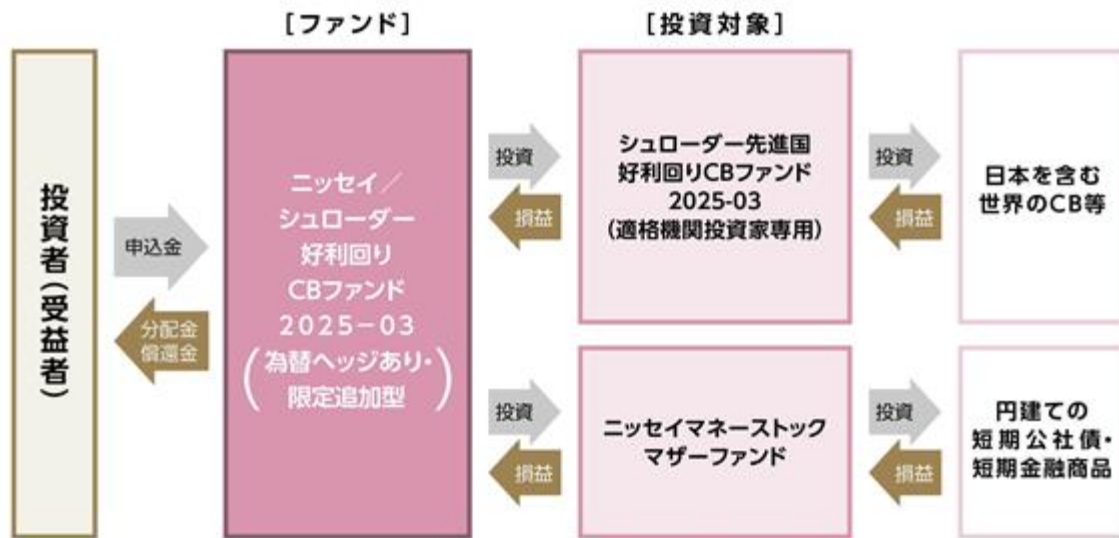 [ファンド]
[投資対象]
投資者(受益者)
申込金
分配金
償還金
ニッセイ／
シュローダー
好利回り
CBファンド
2025−03
(為替ヘッジあり・
限定追加型)
投資
損益
シュローダー先進国
好利回りCBファンド
2025-03
(適格機関投資家専用)
投資
損益
日本を含む
世界のCB等
投資
損益
ニッセイマネーストック
マザーファンド
投資
損益
円建ての
短期公社債・
短期金融商品